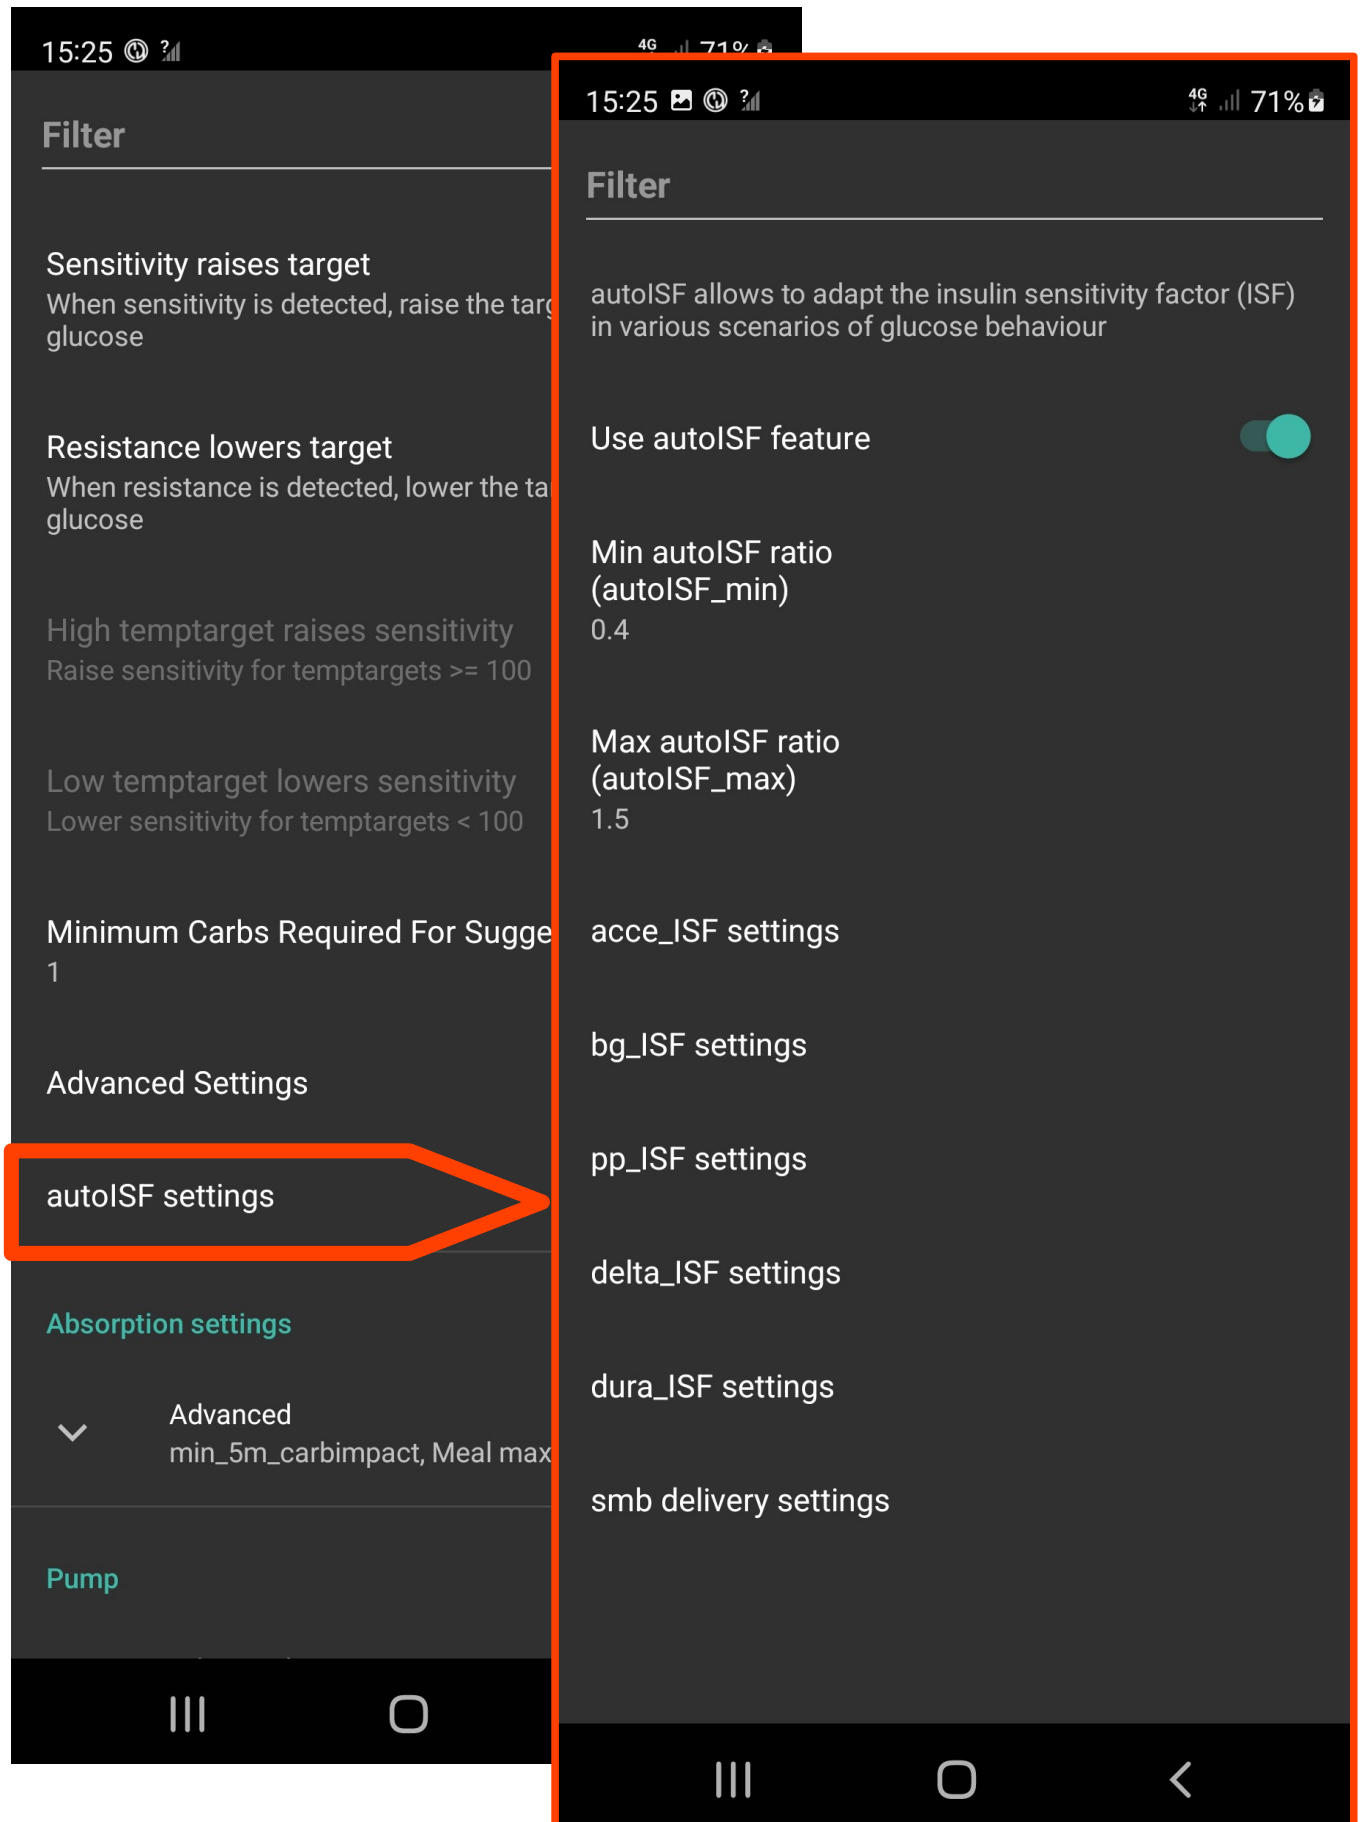 15:25
4G 71%
Filter
Sensitivity raises target
When sensitivity is detected, raise the targ
glucose
Resistance lowers target
When resistance is detected, lower the ta
glucose
High temptarget raises sensitivity
Raise sensitivity for temptargets >= 100
Low temptarget lowers sensitivity
Lower sensitivity for temptargets < 100
Minimum Carbs Required For Sugge
1
Advanced Settings
autoISF settings
Absorption settings
Advanced
min_5m_carbimpact, Meal max
Pump
15:25
4G 71%
Filter
autoISF allows to adapt the insulin sensitivity factor (ISF)
in various scenarios of glucose behaviour
Use autoISF feature
Min autoISF ratio
(autoISF_min)
0.4
Max autoISF ratio
(autoISF_max)
1.5
acce_ISF settings
bg_ISF settings
pp_ISF settings
delta_ISF settings
dura_ISF settings
smb delivery settings